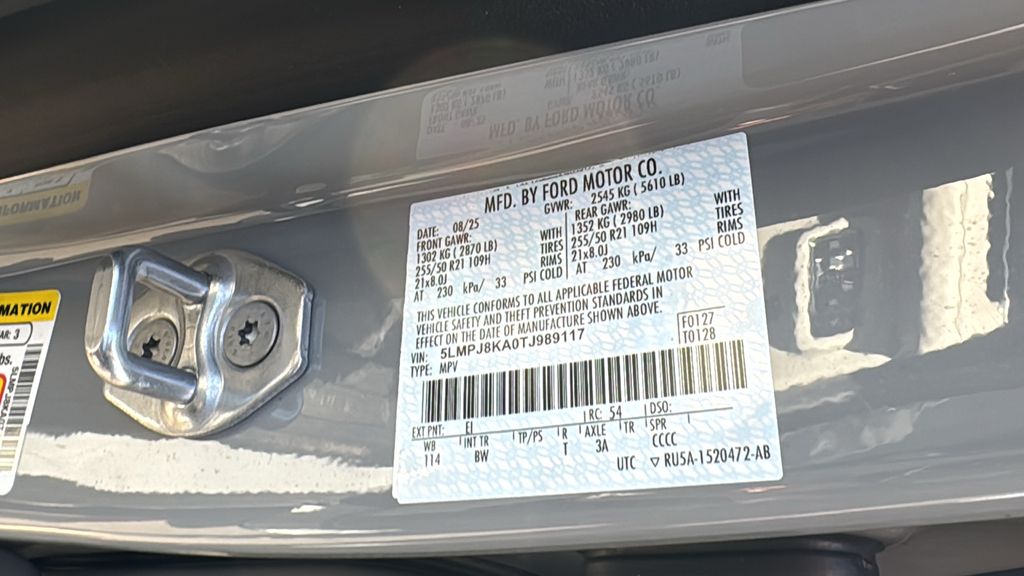 MFD. BY FORD MOTOR CO.
DATE: 08/25 GVWR: 2545 KG ( 5610 LB)
FRONT GAWR: WITH REAR GAWR: WITH
1302 KG ( 2870 LB) TIRES 1352 KG ( 2980 LB) TIRES
255/50 R21 109H RIMS 255/50 R21 109H RIMS
21x8.0J 21x8.0J
AT 230 kPa/ 33 PSI COLD AT 230 kPa/ 33 PSI COLD
THIS VEHICLE CONFORMS TO ALL APPLICABLE FEDERAL MOTOR
VEHICLE SAFETY AND THEFT PREVENTION STANDARDS IN
EFFECT ON THE DATE OF MANUFACTURE SHOWN ABOVE.
VIN: 5LMPJ8KA0TJ989117 F0127
TYPE: MPV T0128
EXT PNT: EI RC: 54 DSO:
WB INT TR TP/PS R AXLE TR SPR
114 BW T 3A CCCC
UTC ▽ RU5A-1520472-AB
MATION
AR: 3
bs.